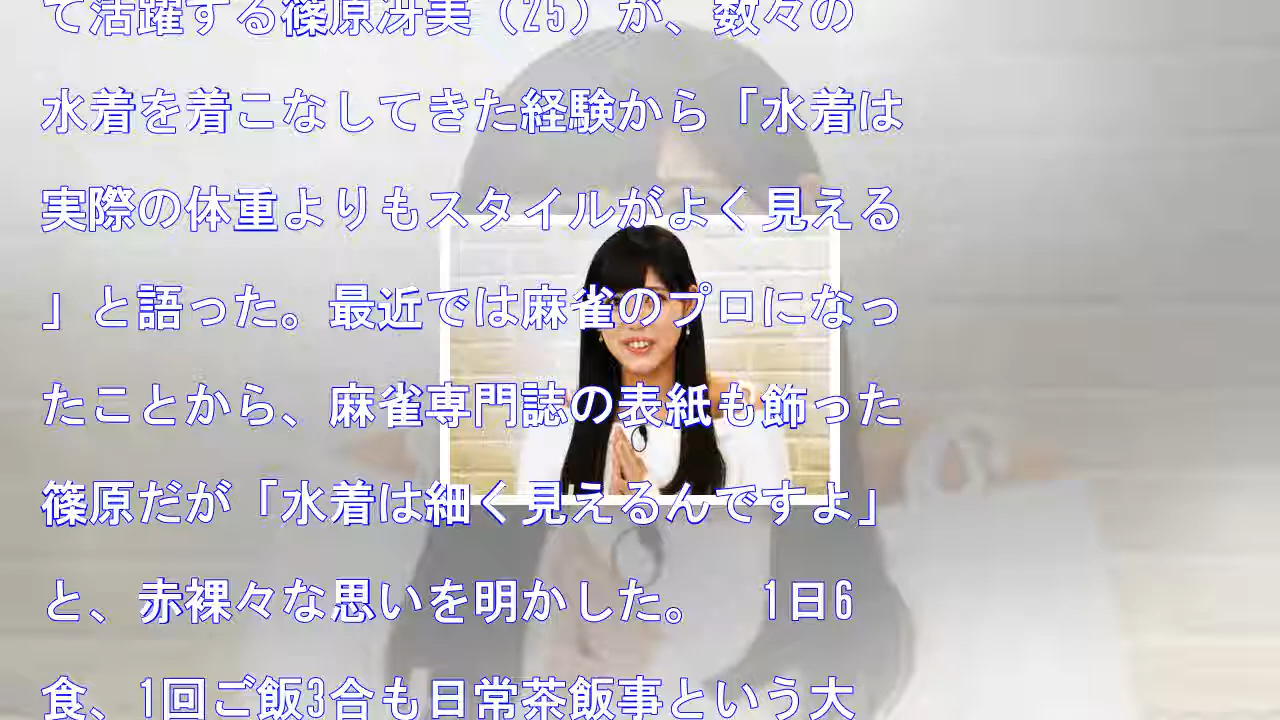 て活躍する篠原冴実（25）が、数々の
水着を着こなしてきた経験から「水着は
実際の体重よりもスタイルがよく見える
」と語った。最近では麻雀のプロになっ
たことから、麻雀専門誌の表紙も飾った
篠原だが「水着は細く見えるんですよ」
と、赤裸々な思いを明かした。　1日6
食、1回ご飯3合も日常茶飯事という大